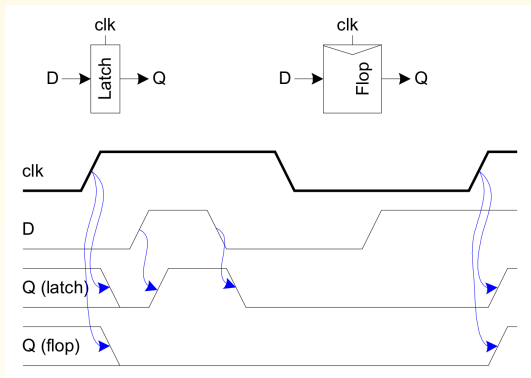 clk clk
D Latch Q D Flop Q
clk
D
Q (latch)
Q (flop)